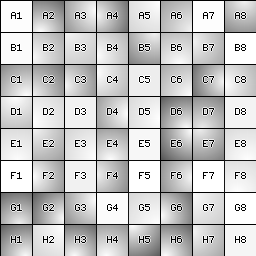 A1 A2 A3 A4 A5 A6 A7 A8
B1 B2 B3 B4 B5 B6 B7 B8
C1 C2 C3 C4 C5 C6 C7 C8
D1 D2 D3 D4 D5 D6 D7 D8
E1 E2 E3 E4 E5 E6 E7 E8
F1 F2 F3 F4 F5 F6 F7 F8
G1 G2 G3 G4 G5 G6 G7 G8
H1 H2 H3 H4 H5 H6 H7 H8